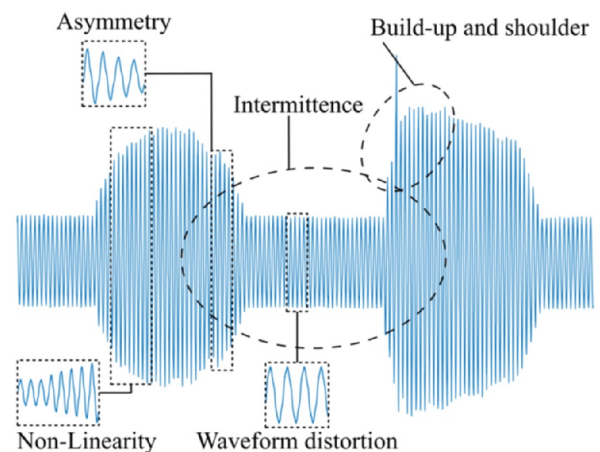 Asymmetry
Build-up and shoulder
Intermittence
Non-Linearity
Waveform distortion